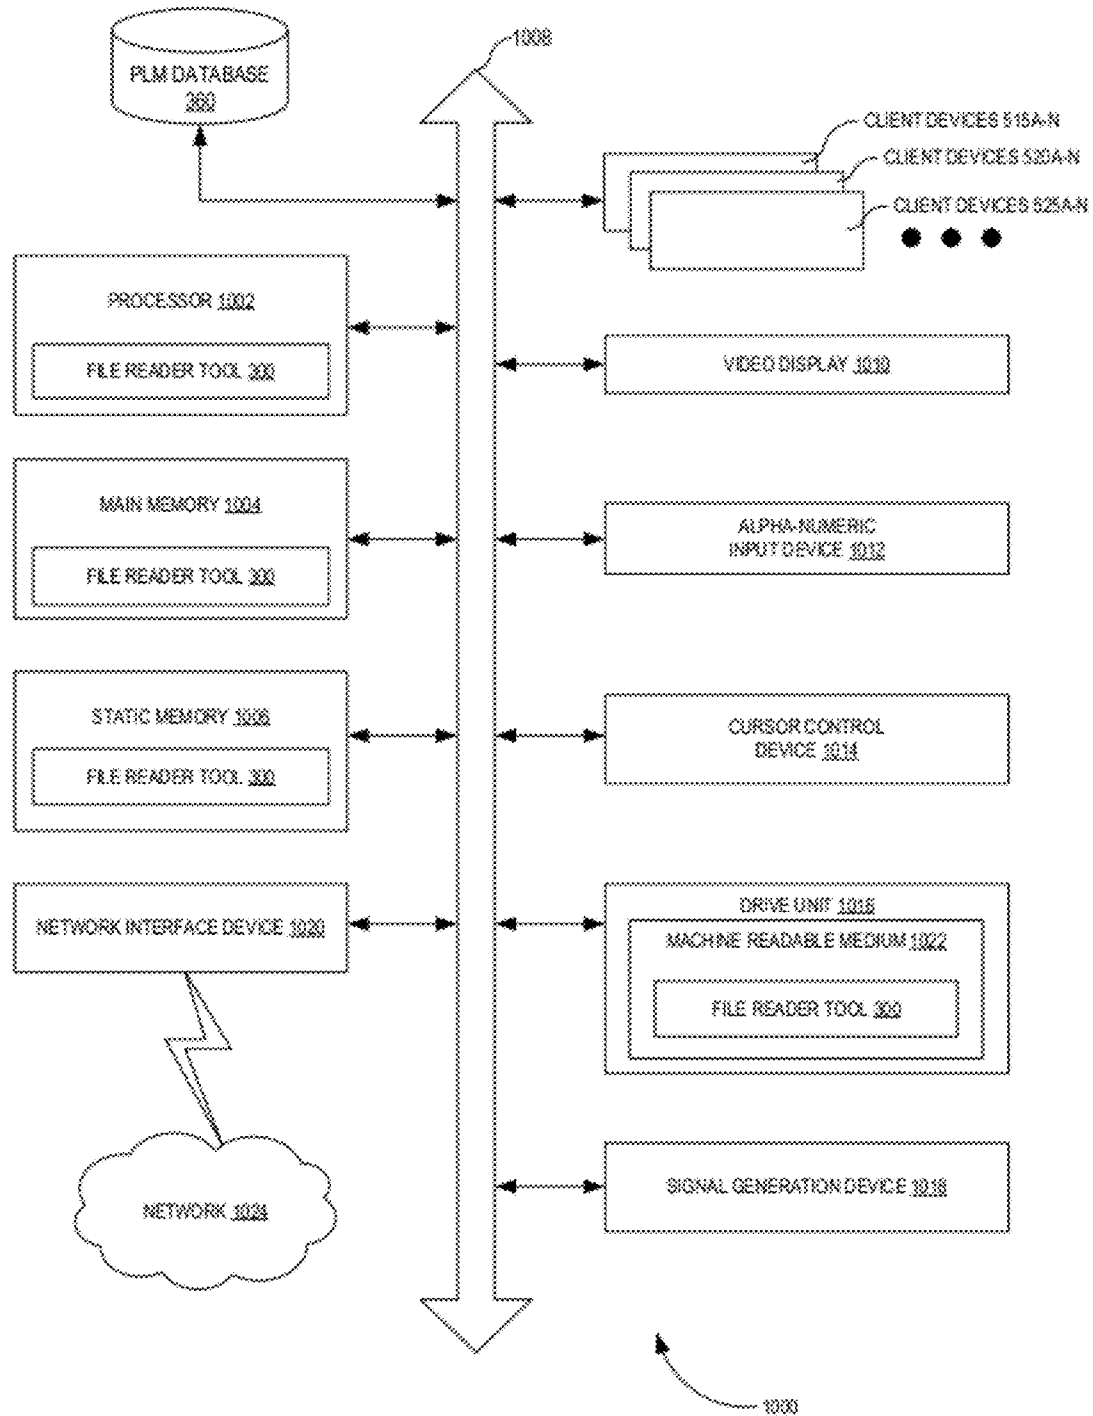 1008
PLM DATABASE
360
CLIENT DEVICES 515A-N
CLIENT DEVICES 520A-N
CLIENT DEVICES 525A-N
PROCESSOR 1002
FILE READER TOOL 300
VIDEO DISPLAY 1010
MAIN MEMORY 1004
FILE READER TOOL 300
ALPHA-NUMERIC
INPUT DEVICE 1012
STATIC MEMORY 1006
FILE READER TOOL 300
CURSOR CONTROL
DEVICE 1014
NETWORK INTERFACE DEVICE 1020
DRIVE UNIT 1016
MACHINE READABLE MEDIUM 1022
FILE READER TOOL 300
NETWORK 1024
SIGNAL GENERATION DEVICE 1018
1000